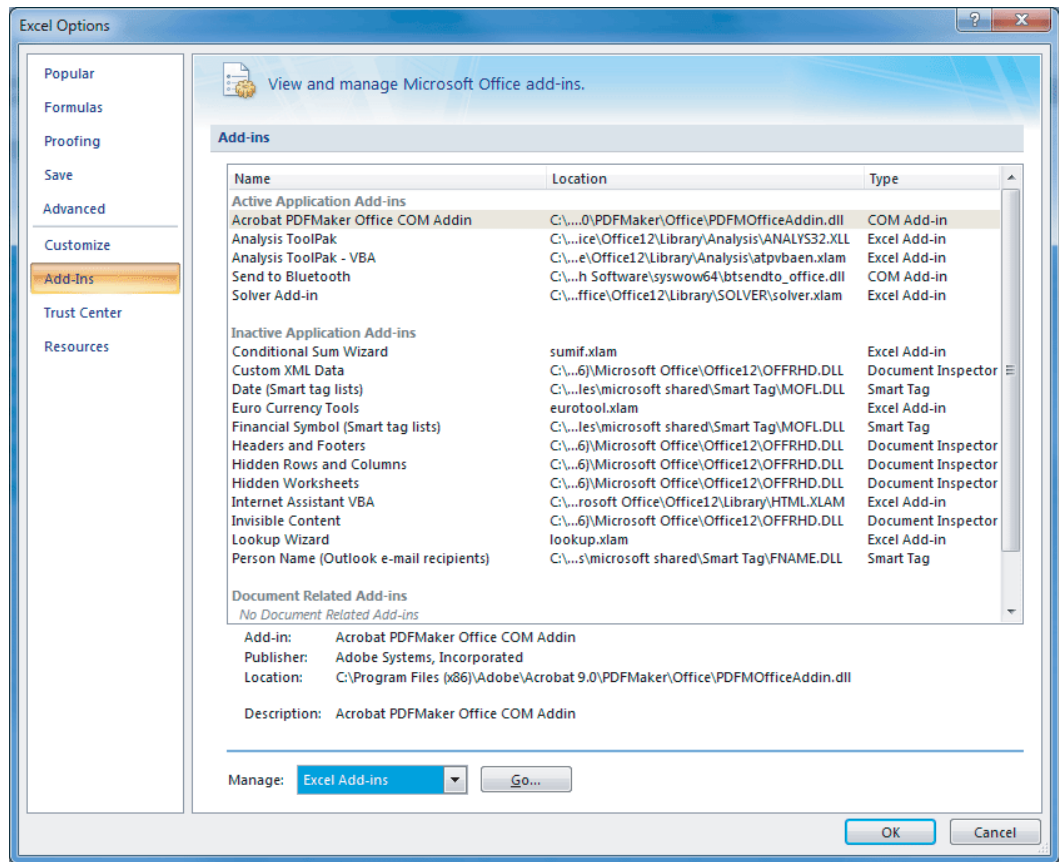 Excel Options
Popular
Formulas
Proofing
Save
Advanced
Customize
Add-Ins
Trust Center
Resources
View and manage Microsoft Office add-ins.
Add-ins
Name Location Type
Active Application Add-ins
Acrobat PDFMaker Office COM Addin C:\....0\PDFMaker\Office\PDFMOfficeAddin.dll COM Add-in
Analysis ToolPak C:\...ice\Office12\Library\Analysis\ANALYS32.XLL Excel Add-in
Analysis ToolPak - VBA C:\...e\Office12\Library\Analysis\atpvbaen.xlam Excel Add-in
Send to Bluetooth C:\...h Software\syswow64\btsendto_office.dll COM Add-in
Solver Add-in C:\...ffice\Office12\Library\SOLVER\solver.xlam Excel Add-in
Inactive Application Add-ins
Conditional Sum Wizard sumif.xlam Excel Add-in
Custom XML Data C:\...6)\Microsoft Office\Office12\OFFRHD.DLL Document Inspector
Date (Smart tag lists) C:\...les\microsoft shared\Smart Tag\MOFL.DLL Smart Tag
Euro Currency Tools eurotool.xlam Excel Add-in
Financial Symbol (Smart tag lists) C:\...les\microsoft shared\Smart Tag\MOFL.DLL Smart Tag
Headers and Footers C:\...6)\Microsoft Office\Office12\OFFRHD.DLL Document Inspector
Hidden Rows and Columns C:\...6)\Microsoft Office\Office12\OFFRHD.DLL Document Inspector
Hidden Worksheets C:\...6)\Microsoft Office\Office12\OFFRHD.DLL Document Inspector
Internet Assistant VBA C:\...rosoft Office\Office12\Library\HTML.XLAM Excel Add-in
Invisible Content C:\...6)\Microsoft Office\Office12\OFFRHD.DLL Document Inspector
Lookup Wizard lookup.xlam Excel Add-in
Person Name (Outlook e-mail recipients) C:\...s\microsoft shared\Smart Tag\FNAME.DLL Smart Tag
Document Related Add-ins
No Document Related Add-ins
Add-in: Acrobat PDFMaker Office COM Addin
Publisher: Adobe Systems, Incorporated
Location: C:\Program Files (x86)\Adobe\Acrobat 9.0\PDFMaker\Office\PDFMOfficeAddin.dll
Description: Acrobat PDFMaker Office COM Addin
Manage: Excel Add-ins Go...
OK Cancel